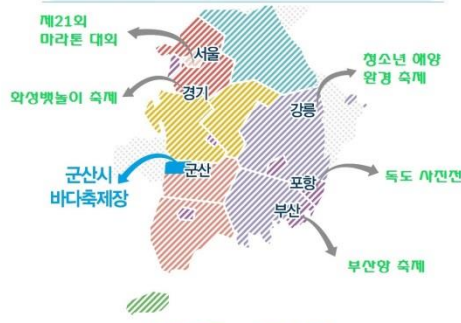 제21회
마라톤 대회
서울
청소년 해양
환경 축제
화성뱃놀이 축제
경기
강릉
군산시
바다축제장
군산
포항
독도 사진전
부산
부산항 축제